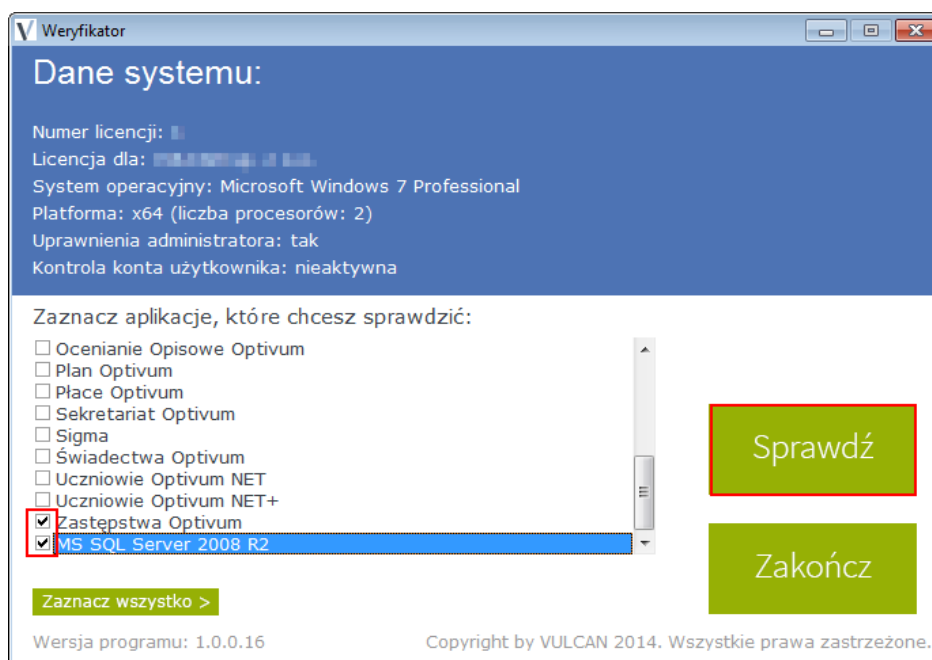 Weryfikator
Dane systemu:
Numer licencji:
Licencja dla:
System operacyjny: Microsoft Windows 7 Professional
Platforma: x64 (liczba procesorów: 2)
Uprawnienia administratora: tak
Kontrola konta użytkownika: nieaktywna
Zaznacz aplikacje, które chcesz sprawdzić:
Ocenianie Opisowe Optivum
Plan Optivum
Płace Optivum
Sekretariat Optivum
Sigma
Świadectwa Optivum
Uczniowie Optivum NET
Uczniowie Optivum NET+
Zastępstwa Optivum
MS SQL Server 2008 R2
Sprawdź
Zakończ
Zaznacz wszystko >
Wersja programu: 1.0.0.16
Copyright by VULCAN 2014. Wszystkie prawa zastrzeżone.